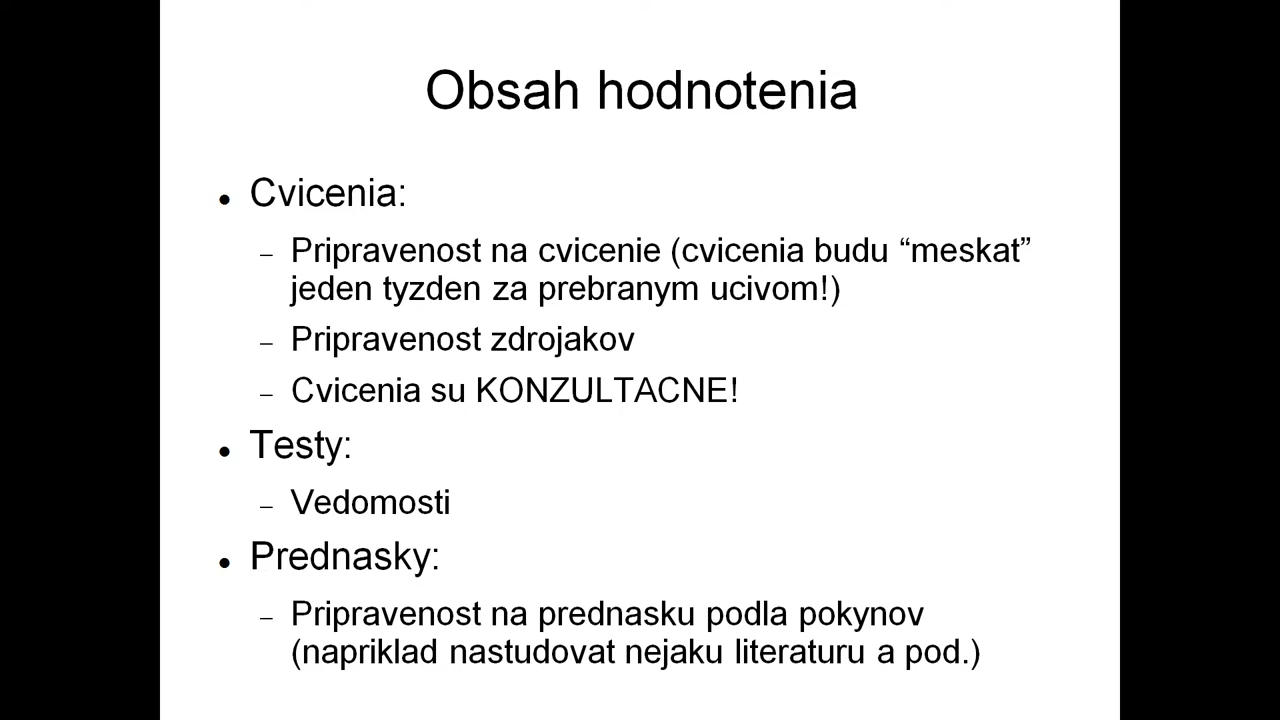 Obsah hodnotenia
● Cvicenia:
– Pripravenost na cvicenie (cvicenia budu “meskat”
jeden tyzden za prebranym ucivom!)
– Pripravenost zdrojakov
– Cvicenia su KONZULTACNE!
● Testy:
– Vedomosti
● Prednasky:
– Pripravenost na prednasku podla pokynov
(napriklad nastudovat nejaku literaturu a pod.)